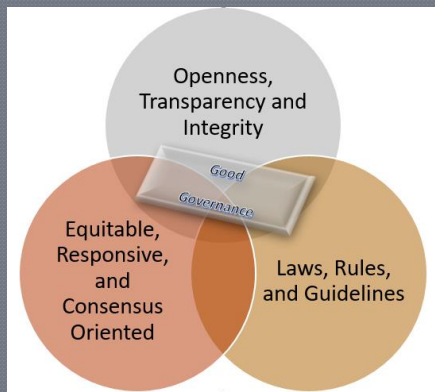 Openness,
Transparency and
Integrity
Good
Governance
Equitable,
Responsive,
and
Consensus
Oriented
Laws, Rules,
and Guidelines